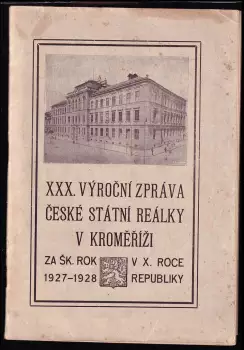 XXX. VÝROČNÍ ZPRÁVA
ČESKÉ STÁTNÍ REÁLKY
V KROMĚŘÍŽI
ZA ŠK. ROK V X. ROCE
1927-1928 REPUBLIKY